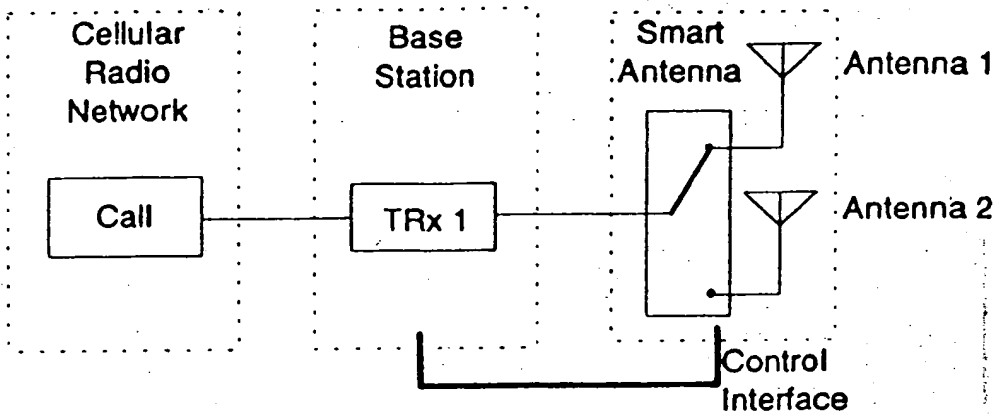 Cellular
Radio
Network
Base
Station
Smart
Antenna
Antenna 1
Call
TRx 1
Antenna 2
Control
Interface